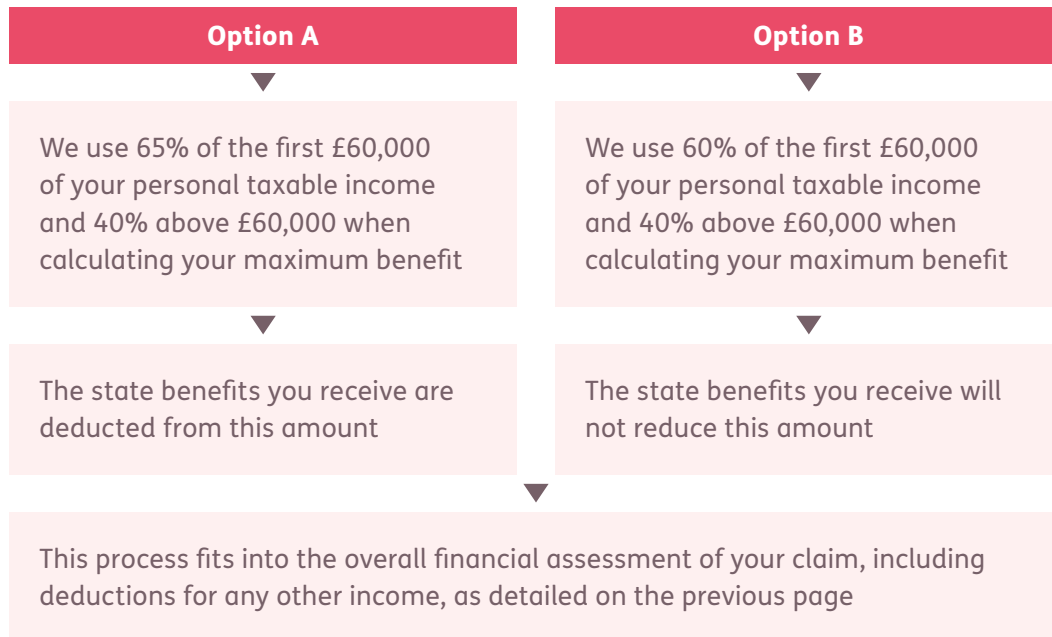 Option A
We use 65% of the first £60,000
of your personal taxable income
and 40% above £60,000 when
calculating your maximum benefit
The state benefits you receive are
deducted from this amount
Option B
We use 60% of the first £60,000
of your personal taxable income
and 40% above £60,000 when
calculating your maximum benefit
The state benefits you receive will
not reduce this amount
This process fits into the overall financial assessment of your claim, including
deductions for any other income, as detailed on the previous page